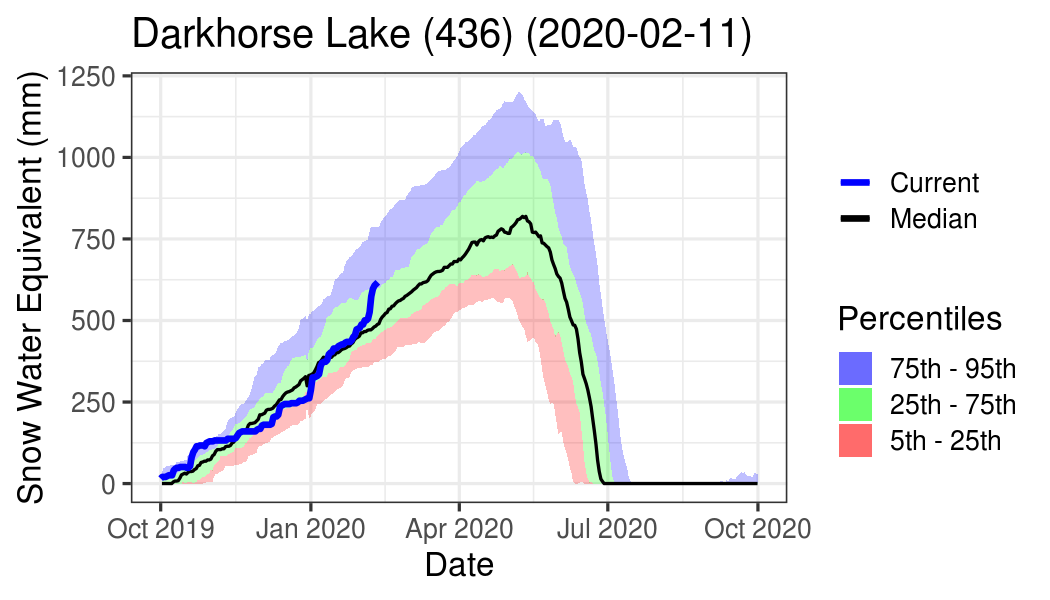 Darkhorse Lake (436) (2020-02-11)
Snow Water Equivalent (mm)
1250
1000
750
500
250
0
Oct 2019
Jan 2020
Apr 2020
Jul 2020
Oct 2020
Date
Current
Median
Percentiles
75th - 95th
25th - 75th
5th - 25th